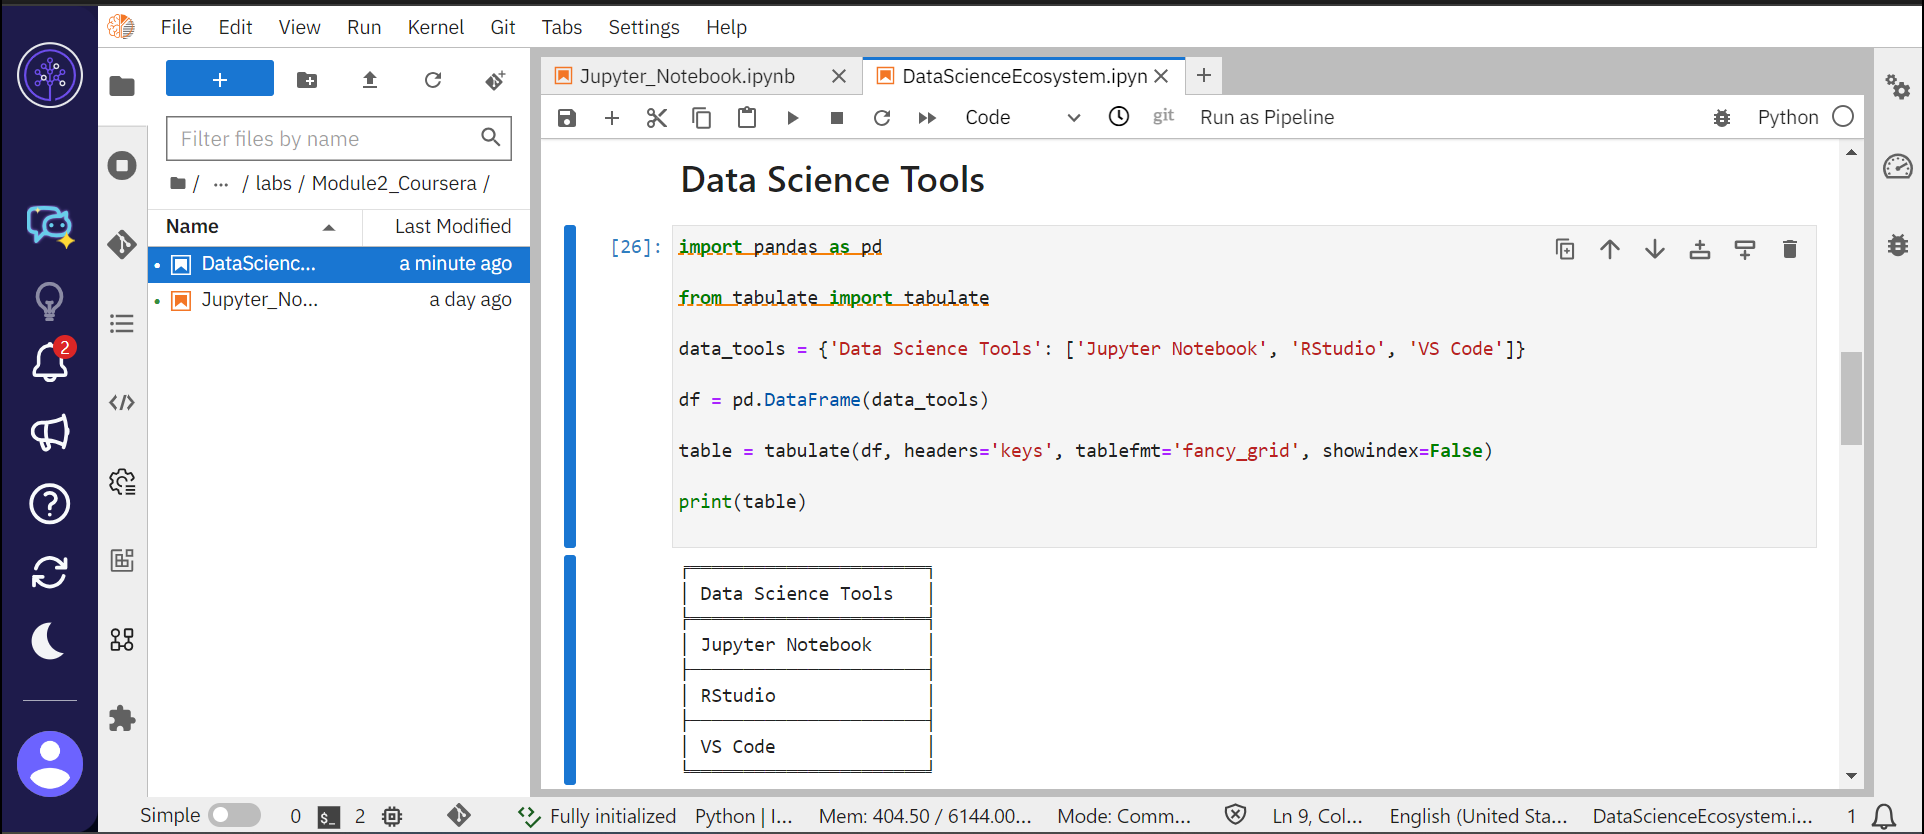 File Edit View Run Kernel Git Tabs Settings Help
+
Filter files by name
/ ... / labs / Module2_Coursera /
Name Last Modified
DataScienc... a minute ago
Jupyter_No... a day ago
2
Jupyter_Notebook.ipynb
DataScienceEcosystem.ipyn
Code git Run as Pipeline Python
Data Science Tools
[26]: import pandas as pd
from tabulate import tabulate
data_tools = {'Data Science Tools': ['Jupyter Notebook', 'RStudio', 'VS Code']}
df = pd.DataFrame(data_tools)
table = tabulate(df, headers='keys', tablefmt='fancy_grid', showindex=False)
print(table)
Data Science Tools
Jupyter Notebook
RStudio
VS Code
Simple 0 $_ 2 Fully initialized Python | I... Mem: 404.50 / 6144.00... Mode: Comm... Ln 9, Col... English (United Sta... DataScienceEcosystem.i... 1